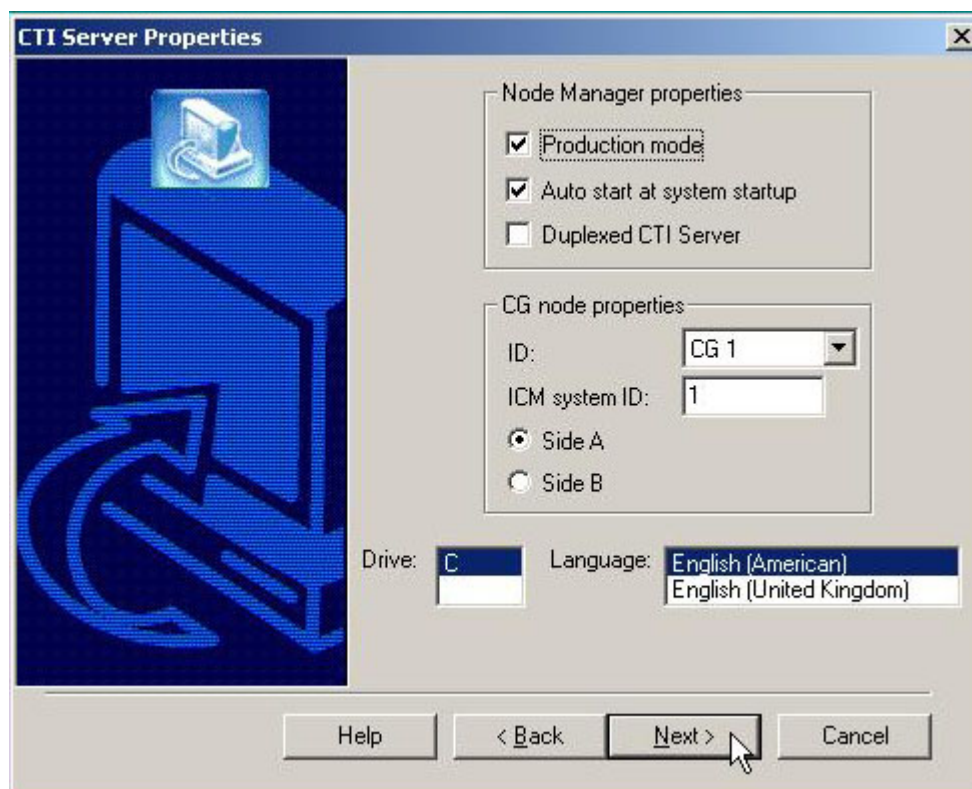 CTI Server Properties
Node Manager properties
Production mode
Auto start at system startup
Duplexed CTI Server
CG node properties
ID: CG 1
ICM system ID: 1
Side A
Side B
Drive: C Language: English (American)
English (United Kingdom)
Help < Back Next > Cancel